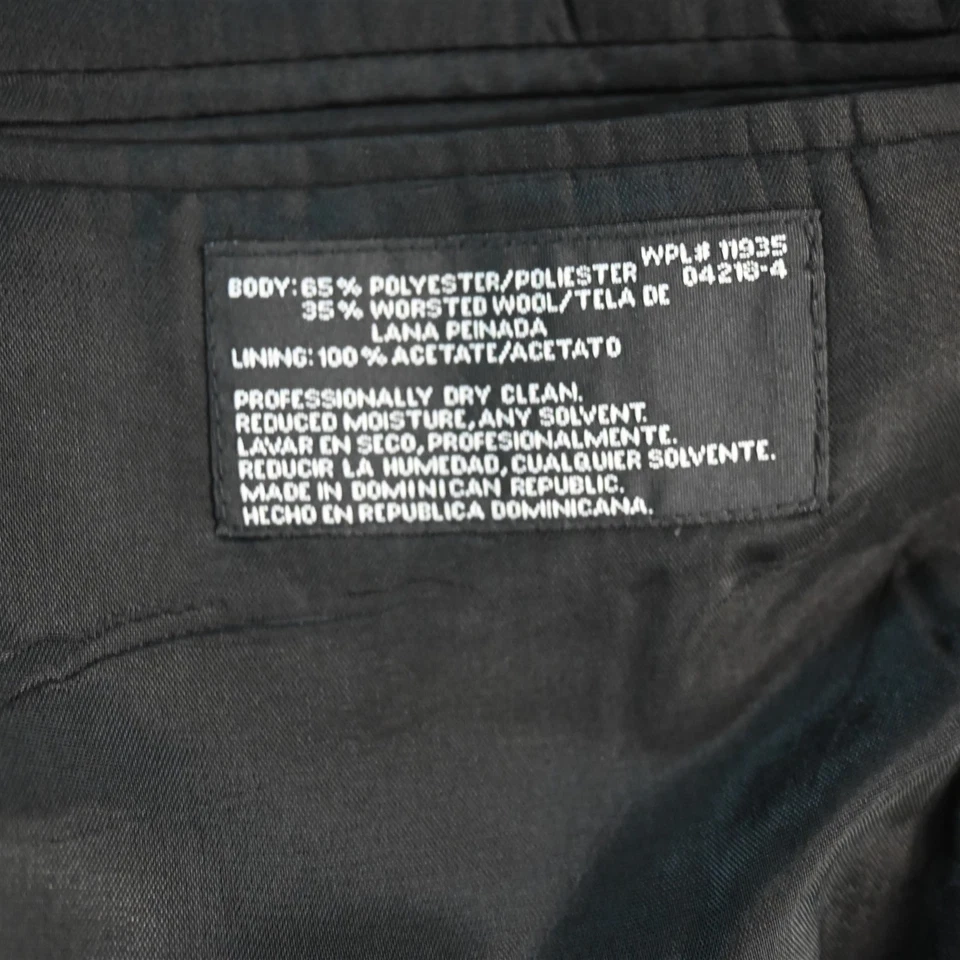 WPL# 11935
04218-4
BODY: 65% POLYESTER/POLIESTER
35% WORSTED WOOL/TELA DE
LANA PEINADA
LINING: 100% ACETATE/ACETATO
PROFESSIONALLY DRY CLEAN.
REDUCED MOISTURE, ANY SOLVENT.
LAVAR EN SECO, PROFESIONALMENTE.
REDUCIR LA HUMEDAD, CUALQUIER SOLVENTE.
MADE IN DOMINICAN REPUBLIC.
HECHO EN REPUBLICA DOMINICANA.